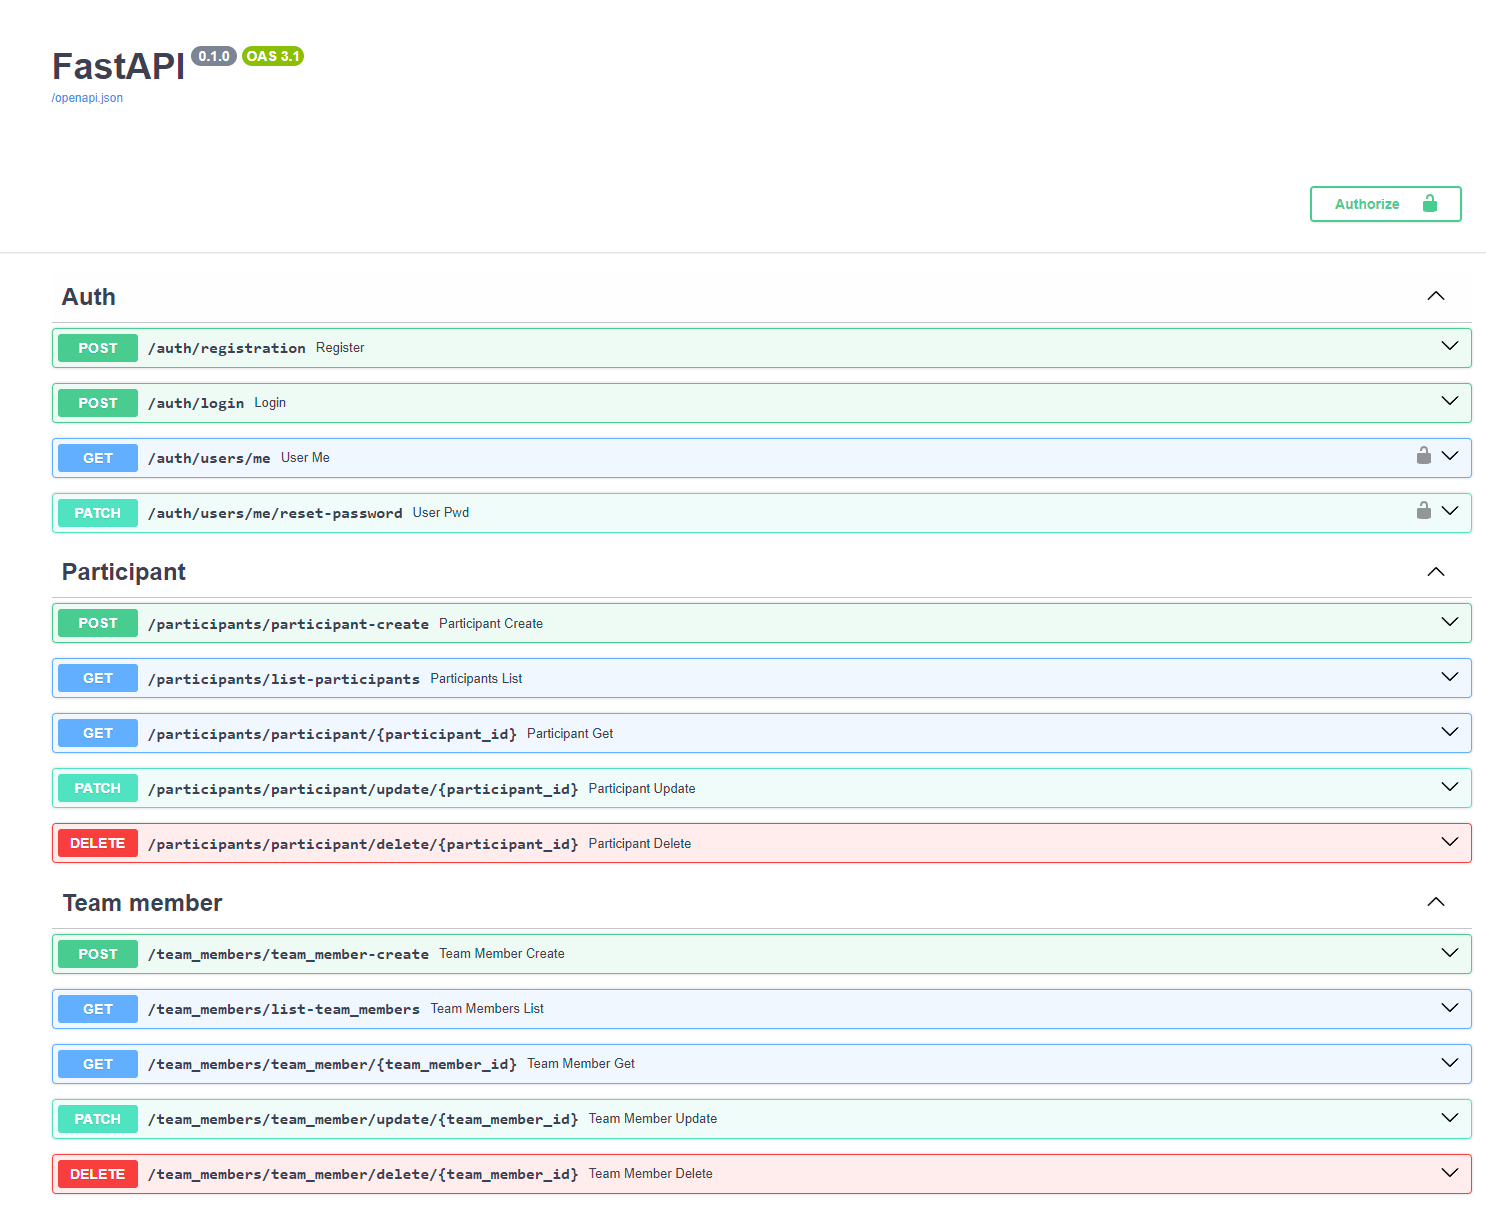 FastAPI 0.1.0 OAS 3.1
/openapi.json
Authorize
Auth
POST /auth/registration Register
POST /auth/login Login
GET /auth/users/me User Me
PATCH /auth/users/me/reset-password User Pwd
Participant
POST /participants/participant-create Participant Create
GET /participants/list-participants Participants List
GET /participants/participant/{participant_id} Participant Get
PATCH /participants/participant/update/{participant_id} Participant Update
DELETE /participants/participant/delete/{participant_id} Participant Delete
Team member
POST /team_members/team_member-create Team Member Create
GET /team_members/list-team_members Team Members List
GET /team_members/team_member/{team_member_id} Team Member Get
PATCH /team_members/team_member/update/{team_member_id} Team Member Update
DELETE /team_members/team_member/delete/{team_member_id} Team Member Delete